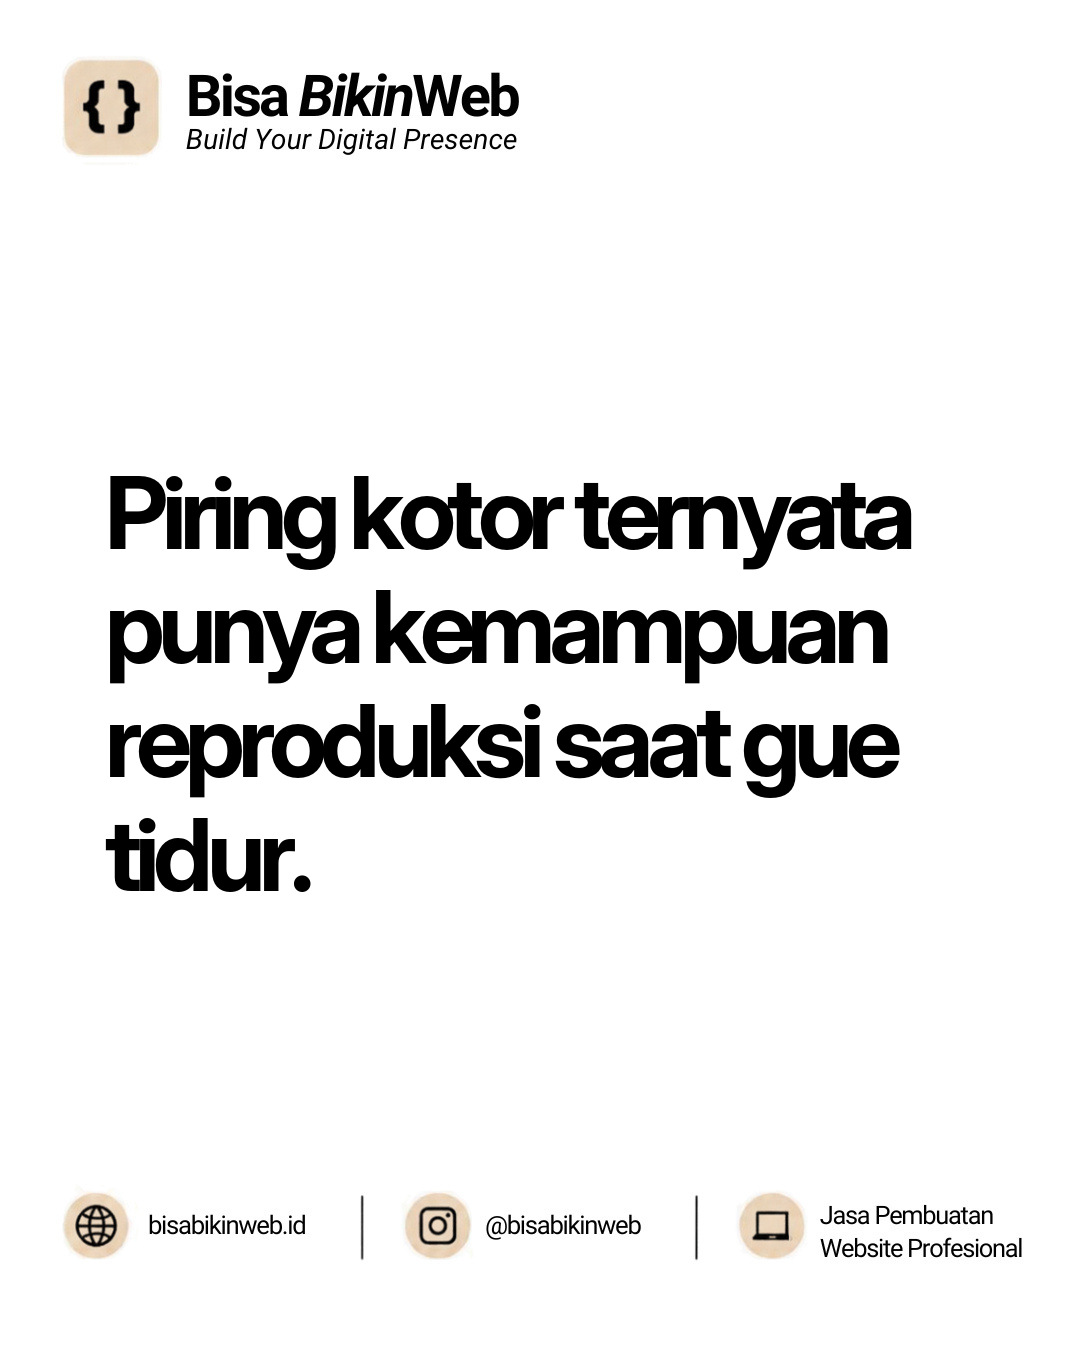 { }
Bisa BikinWeb
Build Your Digital Presence
Piring kotor ternyata
punya kemampuan
reproduksi saat gue
tidur.
bisabikinweb.id
@bisabikinweb
Jasa Pembuatan
Website Profesional